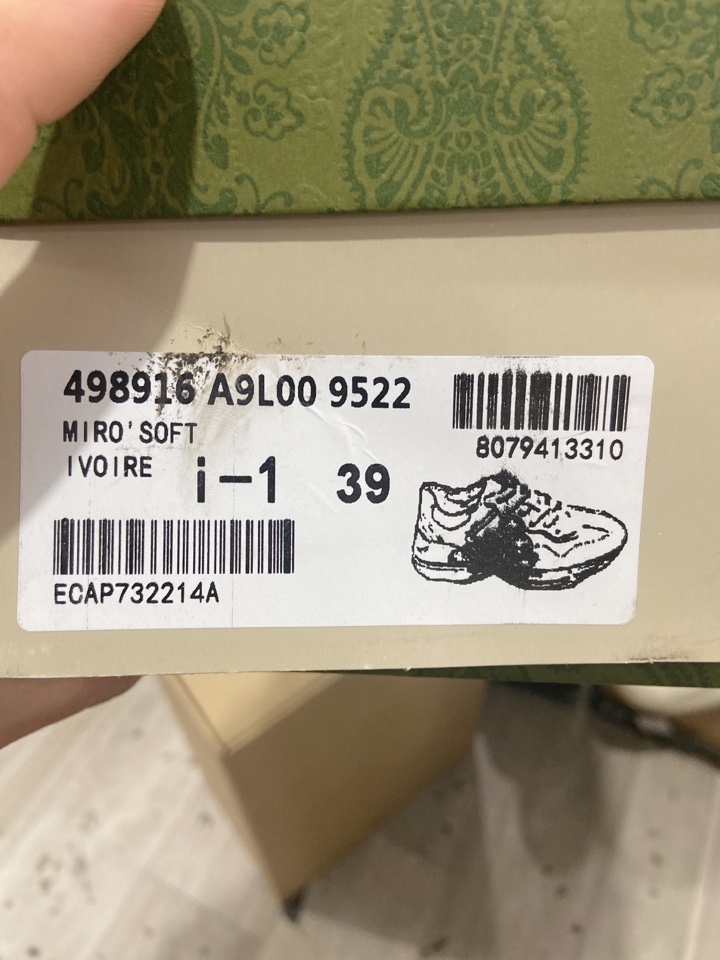 498916 A9L00 9522
MIRO'SOFT
IVOIRE
i-1 39
8079413310
ECAP732214A